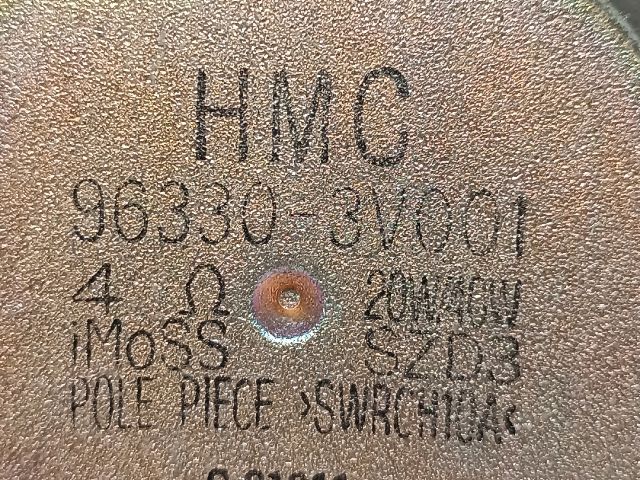 HMC
96330-3V001
4 Ω 20W/40W
iMoSS SZD3
POLE PIECE >SWRCH10A<